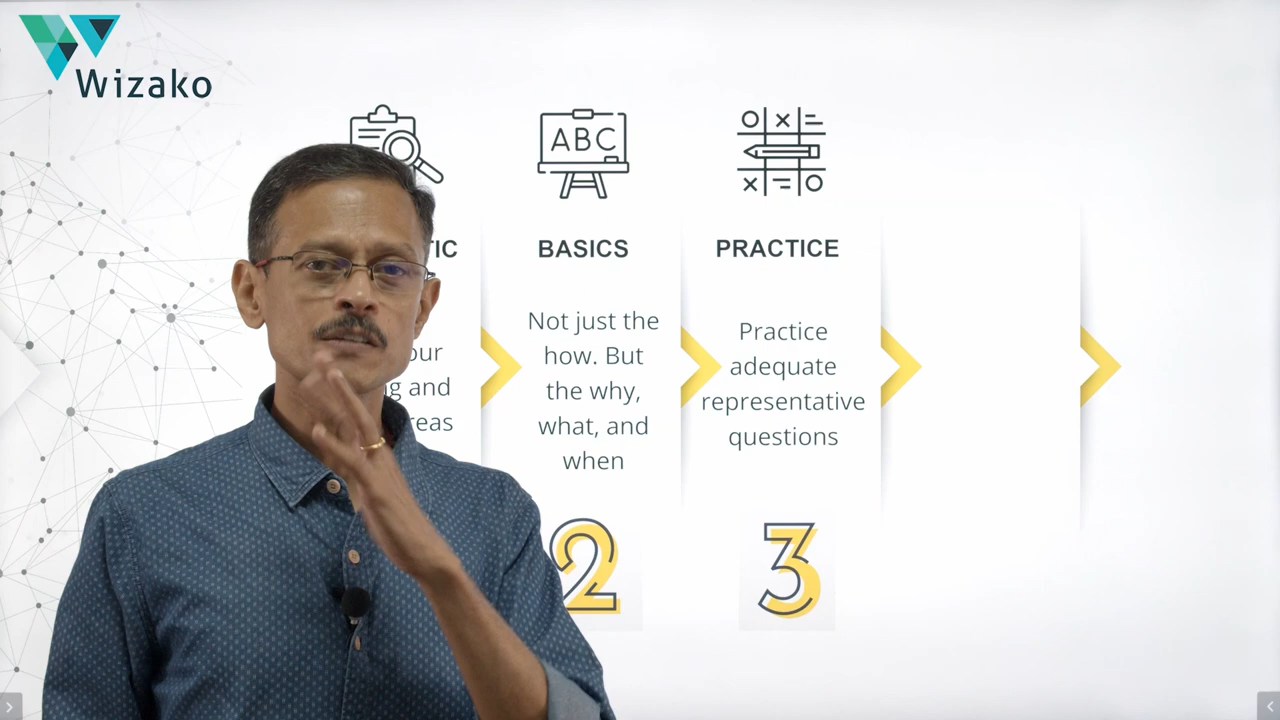 Wizako
ABC
BASICS
PRACTICE
Not just the
how. But
the why,
what, and
when
Practice
adequate
representative
questions
and
2
3